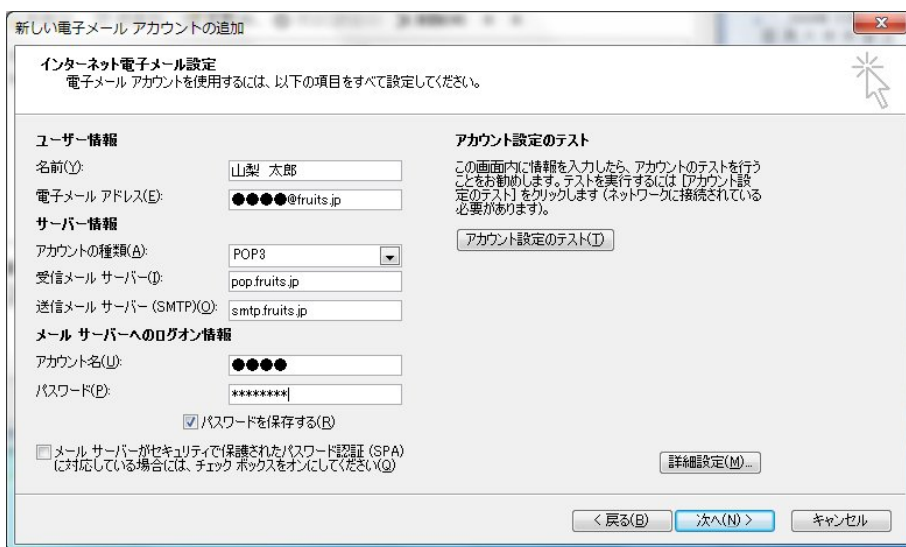 新しい電子メール アカウントの追加
インターネット電子メール設定
電子メール アカウントを使用するには、以下の項目をすべて設定してください。
ユーザー情報
名前(Y):
山梨 太郎
電子メール アドレス(E):
●●●●@fruits.jp
サーバー情報
アカウントの種類(A):
POP3
受信メール サーバー(I):
pop.fruits.jp
送信メール サーバー (SMTP)(O):
smtp.fruits.jp
メール サーバーへのログオン情報
アカウント名(U):
●●●●
パスワード(P):
********
パスワードを保存する(R)
メール サーバーがセキュリティで保護されたパスワード認証 (SPA)
に対応している場合には、チェック ボックスをオンにしてください(Q)
アカウント設定のテスト
この画面内に情報を入力したら、アカウントのテストを行う
ことをお勧めします。テストを実行するには [アカウント設
定のテスト] をクリックします (ネットワークに接続されている
必要があります)。
アカウント設定のテスト(T)
詳細設定(M)...
< 戻る(B)
次へ(N) >
キャンセル